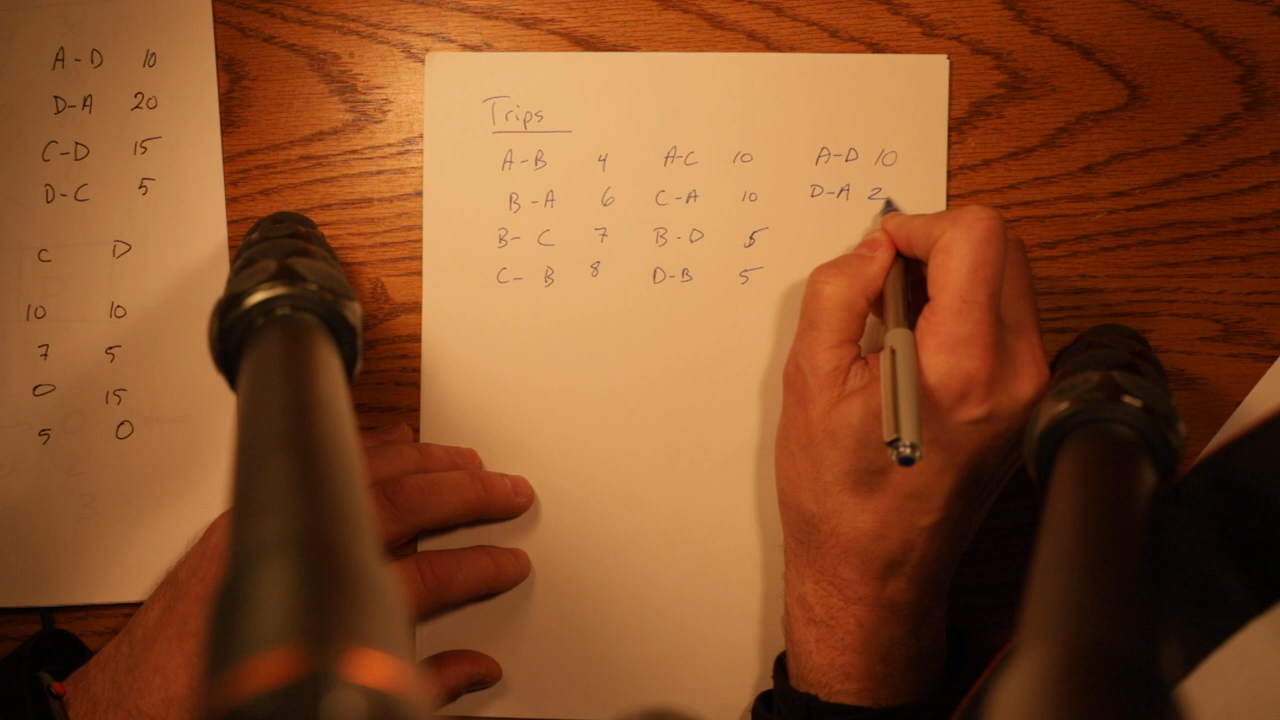 A-D 10
D-A 20
C-D 15
D-C 5
C D
10 10
7 5
0 15
5 0
Trips
A-B 4 A-C 10 A-D 10
B-A 6 C-A 10 D-A 2
B-C 7 B-D 5
C-B 8 D-B 5